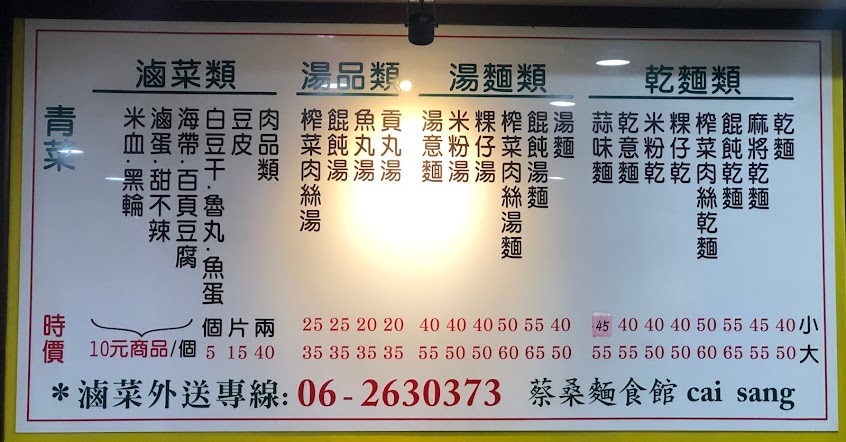 乾麵類
乾麵
麻將乾麵
餛飩乾麵
榨菜肉絲乾麵
粿仔乾
米粉乾
乾意麵
蒜味麵
湯麵類
湯麵
餛飩湯麵
榨菜肉絲湯麵
粿仔湯
米粉湯
湯意麵
湯品類
貢丸湯
魚丸湯
餛飩湯
榨菜肉絲湯
滷菜類
肉品類
豆皮
白豆干·魯丸·魚蛋
海帶·百頁豆腐
滷蛋·甜不辣
米血·黑輪
青菜
時價
個 片 兩 25 25 20 20 40 40 40 50 55 40 45 40 40 40 50 55 45 40 小
10元商品/個 5 15 40 35 35 35 35 55 50 50 60 65 50 55 55 50 50 60 65 55 50 大
*滷菜外送專線: 06-2630373 蔡桑麵食館 cai sang